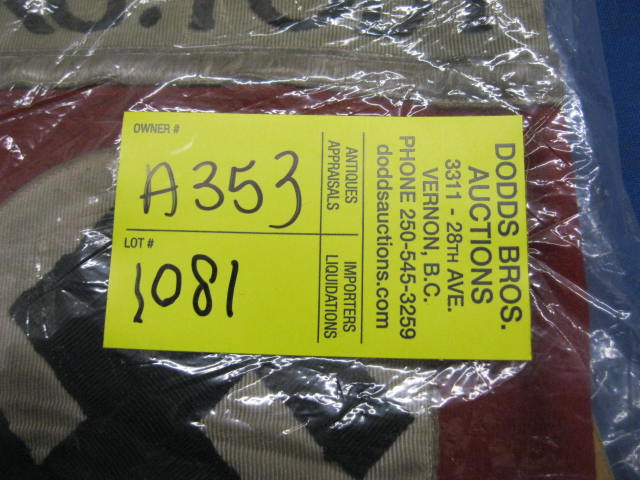 OWNER #
A353
LOT #
1081
ANTIQUES
APPRAISALS
IMPORTERS
LIQUIDATIONS
DODDS BROS.
AUCTIONS
3311 - 28TH AVE.
VERNON, B.C.
PHONE 250-545-3259
doddsauctions.com